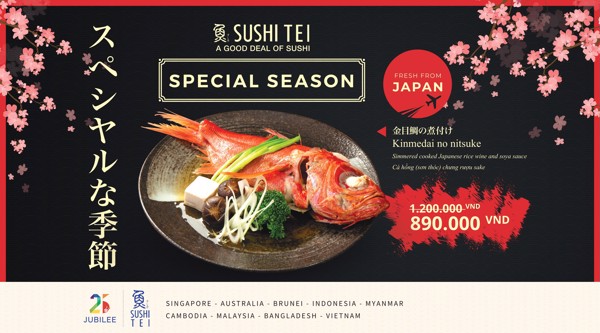 スペシャルな季節
SUSHI TEI
A GOOD DEAL OF SUSHI
SPECIAL SEASON
FRESH FROM
JAPAN
金目鯛の煮付け
Kinmedai no nitsuke
Simmered cooked Japanese rice wine and soya sauce
Cá hồng (sơn thóc) chưng rượu sake
1.200.000 VND
890.000 VND
25
JUBILEE
SUSHI
TEI
SINGAPORE - AUSTRALIA - BRUNEI - INDONESIA - MYANMAR
CAMBODIA - MALAYSIA - BANGLADESH - VIETNAM